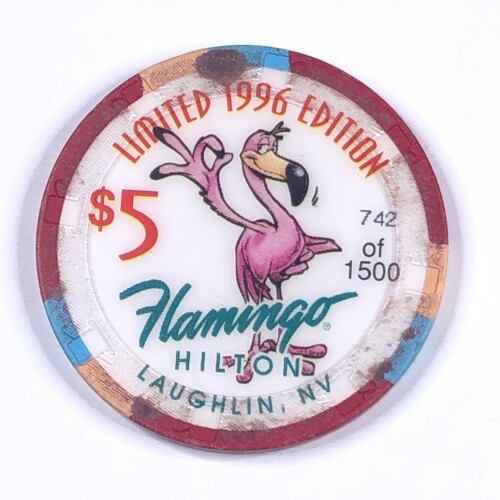 LIMITED 1996 EDITION
$5
742
of
1500
Flamingo®
HILTON
LAUGHLIN, NV